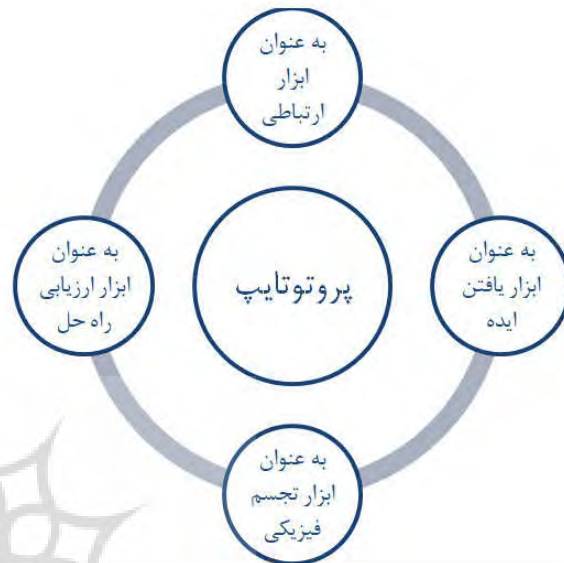 به عنوان
ابزار
ارتباطی
به عنوان
ابزار یافتن
ایده
پروتوتایپ
به عنوان
ابزار ارزیابی
راه حل
به عنوان
ابزار تجسم
فیزیکی